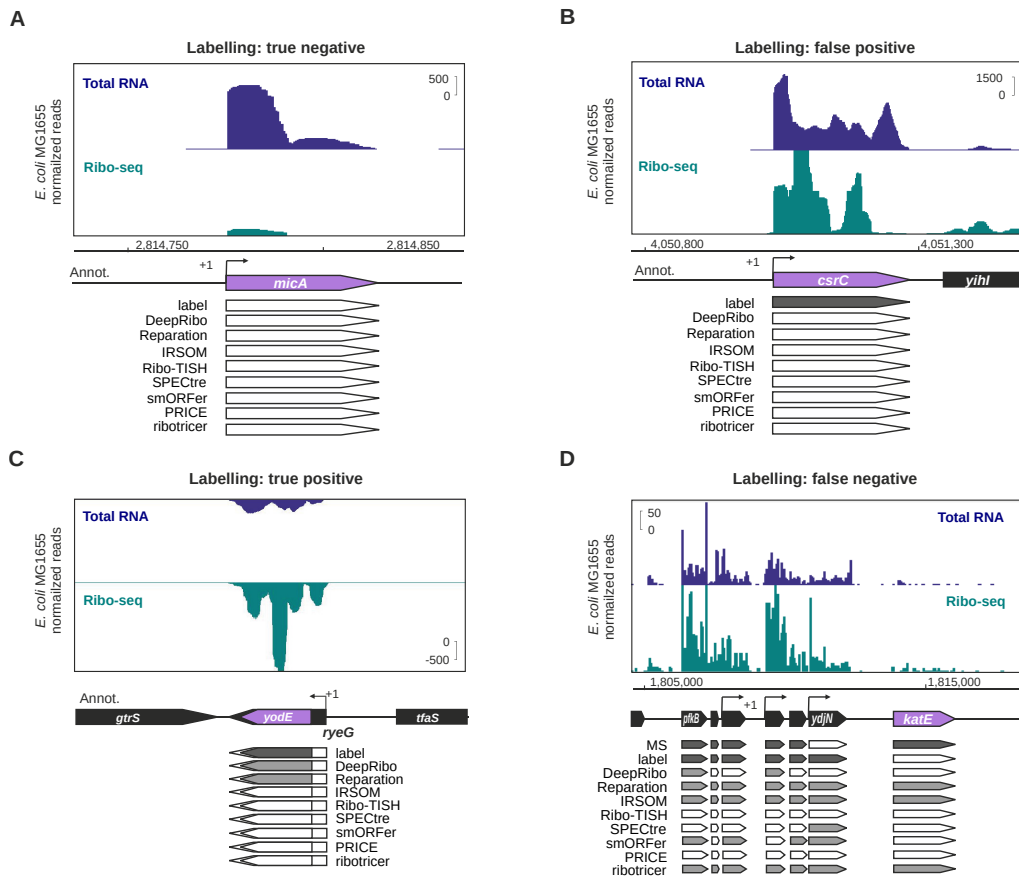 A
Labelling: true negative
Total RNA
500
0
E. coli MG1655
normailzed reads
Ribo-seq
2,814,750
2,814,850
Annot.
+1
micA
label
DeepRibo
Reparation
IRSOM
Ribo-TISH
SPECtre
smORFer
PRICE
ribotricer
B
Labelling: false positive
Total RNA
1500
0
E. coli MG1655
normailzed reads
Ribo-seq
4,050,800
4,051,300
Annot.
+1
csrC
yihI
label
DeepRibo
Reparation
IRSOM
Ribo-TISH
SPECtre
smORFer
PRICE
ribotricer
C
Labelling: true positive
Total RNA
E. coli MG1655
normailzed reads
Ribo-seq
0
-500
Annot.
+1
gtrS
yodE
tfaS
ryeG
label
DeepRibo
Reparation
IRSOM
Ribo-TISH
SPECtre
smORFer
PRICE
ribotricer
D
Labelling: false negative
50
0
Total RNA
E. coli MG1655
normailzed reads
Ribo-seq
1,805,000
1,815,000
pfkB
+1
ydjN
katE
MS
label
DeepRibo
Reparation
IRSOM
Ribo-TISH
SPECtre
smORFer
PRICE
ribotricer